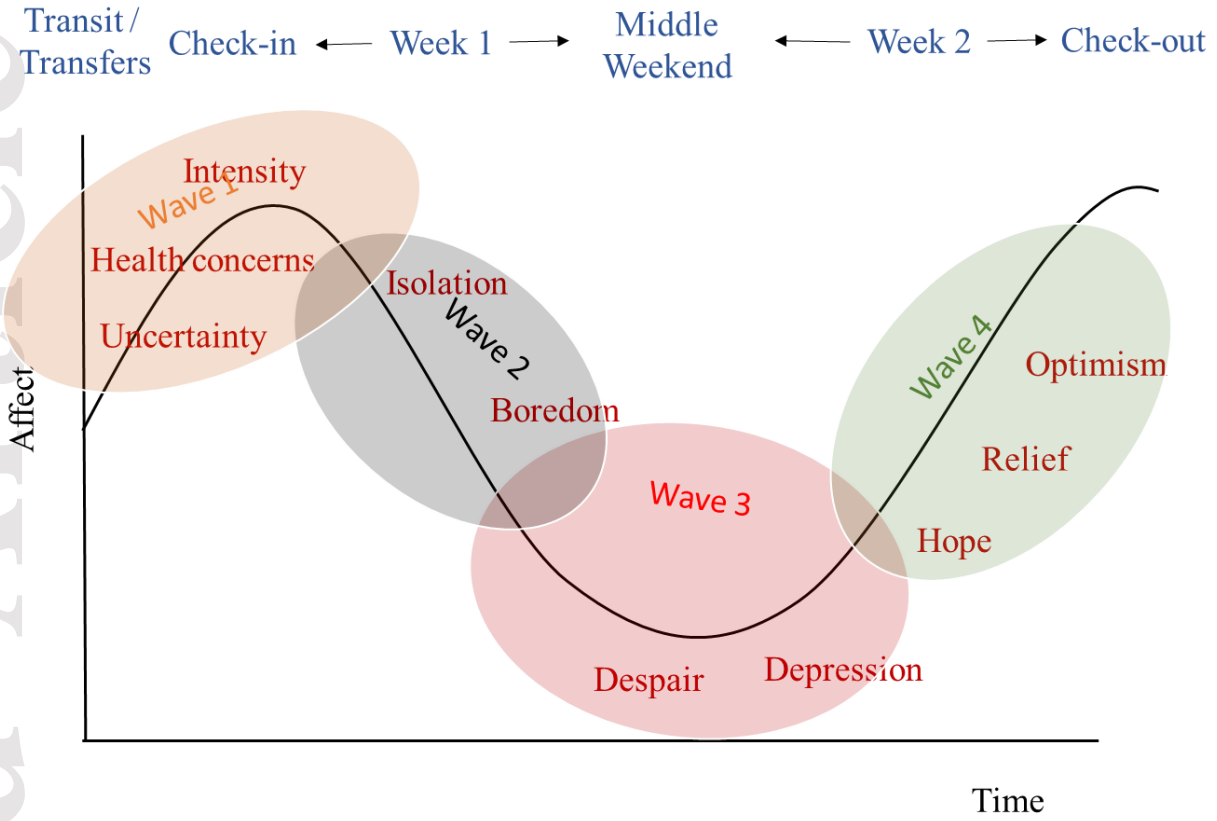 Transit /
Transfers
Check-in
Week 1
Middle
Weekend
Week 2
Check-out
Intensity
Wave 1
Health concerns
Uncertainty
Isolation
Wave 2
Boredom
Wave 3
Despair
Depression
Wave 4
Optimism
Relief
Hope
Affect
Time